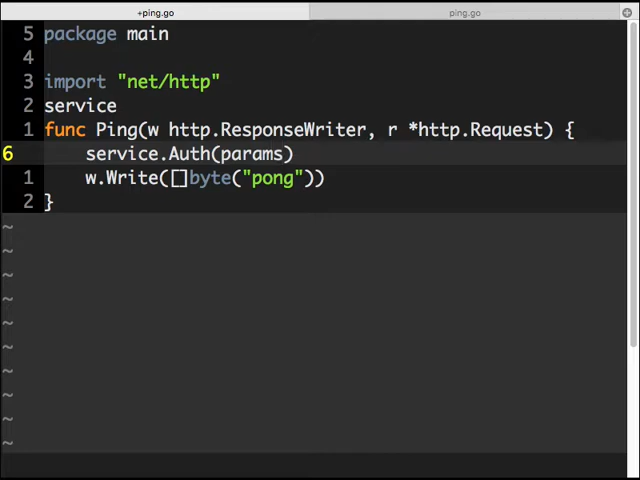 +ping.go
ping.go
5 package main
4
3 import "net/http"
2 service
1 func Ping(w http.ResponseWriter, r *http.Request) {
6     service.Auth(params)
1     w.Write([]byte("pong"))
2 }
~
~
~
~
~
~
~
~
~
~